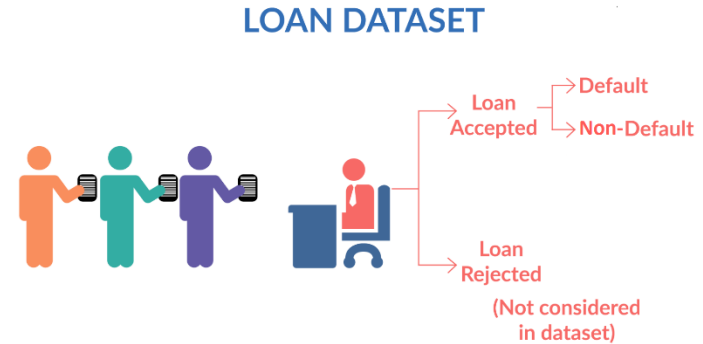 LOAN DATASET
Loan
Accepted
Default
Non-Default
Loan
Rejected
(Not considered
in dataset)